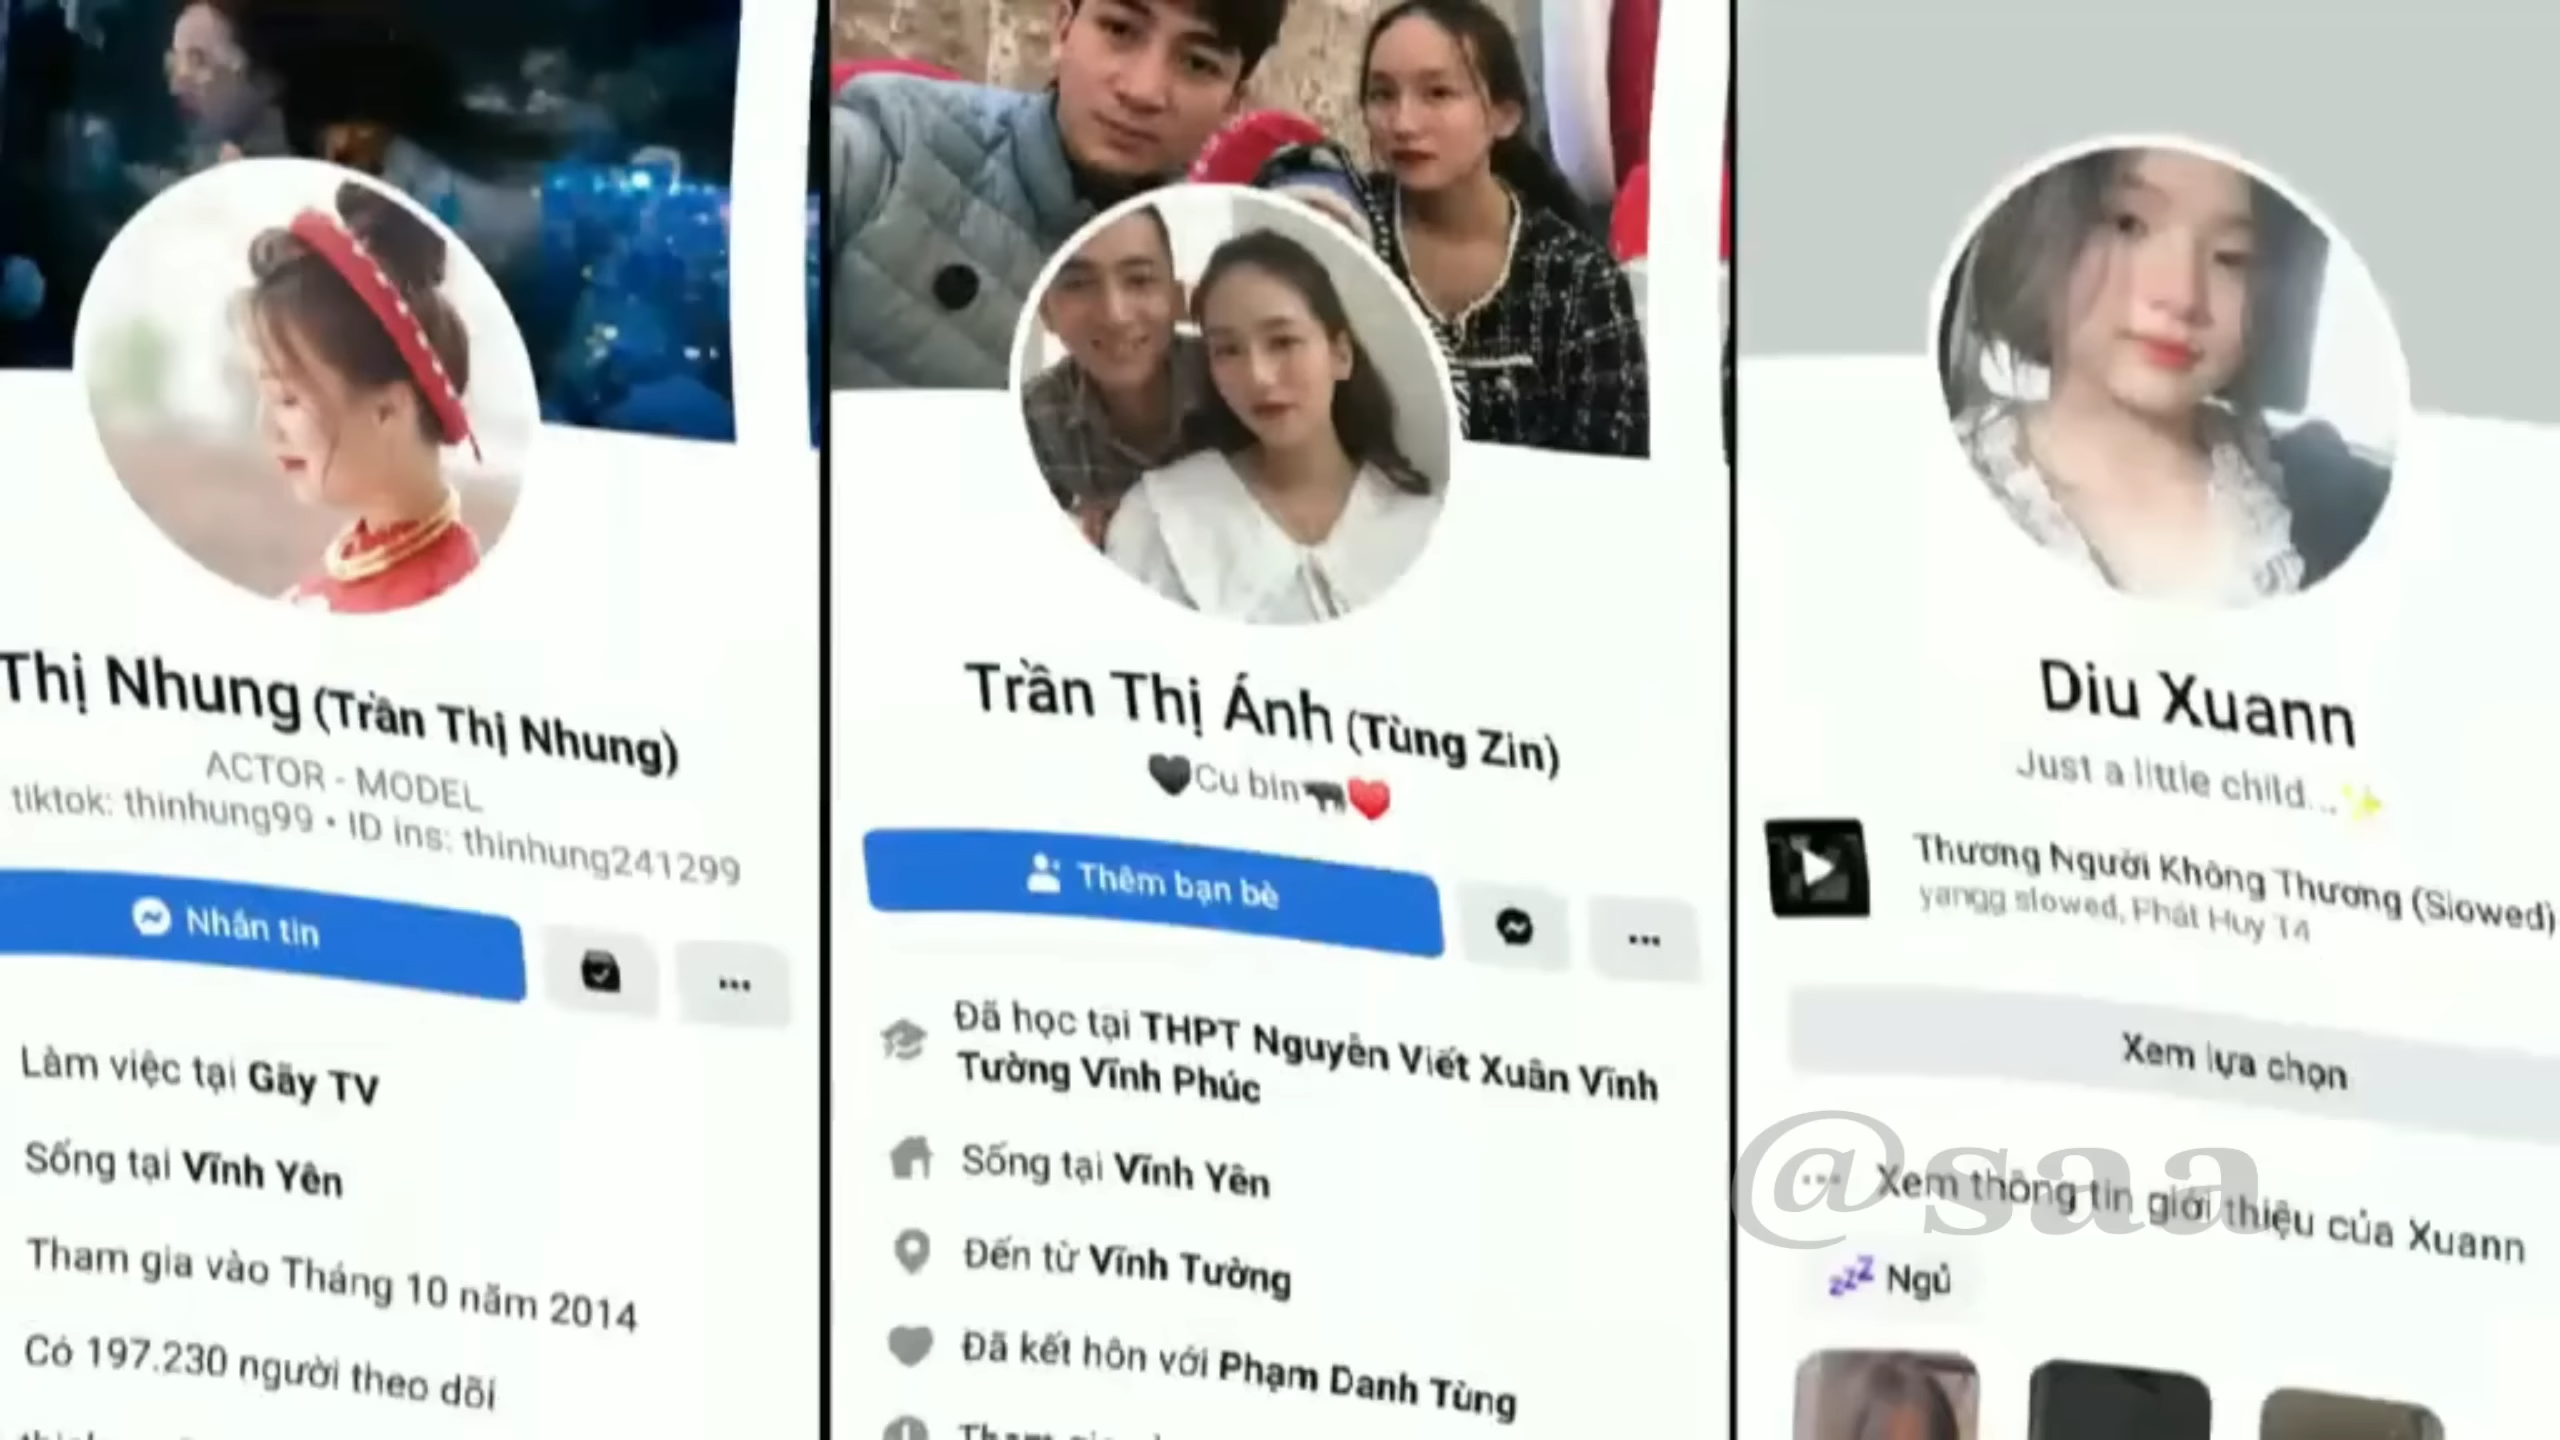 Thị Nhung (Trần Thị Nhung)
ACTOR - MODEL
tiktok: thinhung99 • ID ins: thinhung241299
Nhắn tin
Làm việc tại Gãy TV
Sống tại Vĩnh Yên
Tham gia vào Tháng 10 năm 2014
Có 197.230 người theo dõi
Trần Thị Ánh (Tùng Zin)
🖤Cu bin🐃❤️
Thêm bạn bè
Đã học tại THPT Nguyễn Viết Xuân Vĩnh
Tường Vĩnh Phúc
Sống tại Vĩnh Yên
Đến từ Vĩnh Tường
Đã kết hôn với Phạm Danh Tùng
Diu Xuann
Just a little child...✨
Thương Người Không Thương (Slowed)
yangg slowed, Phát Huy T4
Xem lựa chọn
@saa
Xem thông tin giới thiệu của Xuann
💤 Ngủ